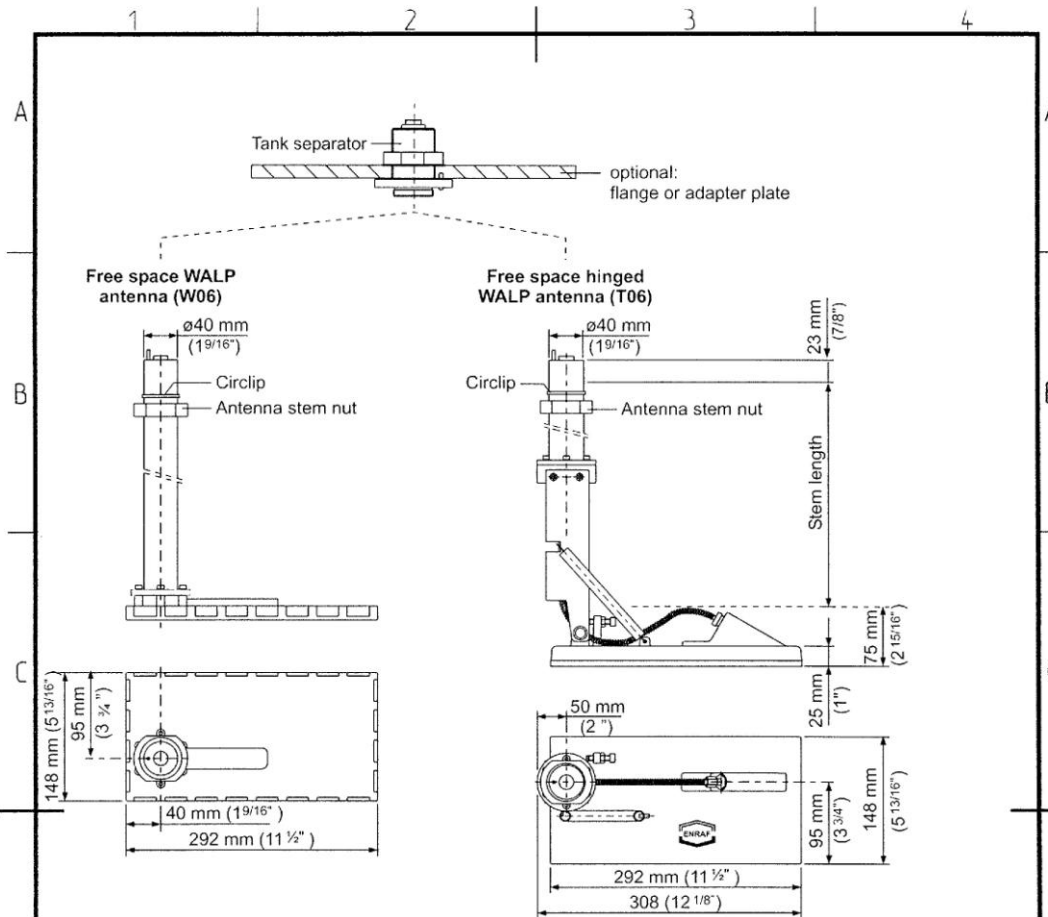 1 2 3 4
A
A
Tank separator
optional:
flange or adapter plate
Free space WALP
antenna (W06)
Free space hinged
WALP antenna (T06)
ø40 mm
(1 9/16")
ø40 mm
(1 9/16")
23 mm
(7/8")
B
Circlip
Antenna stem nut
Circlip
Antenna stem nut
Stem length
75 mm
(2 15/16")
25 mm
(1")
C
148 mm (5 13/16"
95 mm
(3 3/4")
40 mm (1 9/16" )
292 mm (11 1/2" )
50 mm
(2 ")
ENRAF
95 mm
(3 3/4")
148 mm
(5 13/16"
292 mm (11 1/2" )
308 (12 1/8")